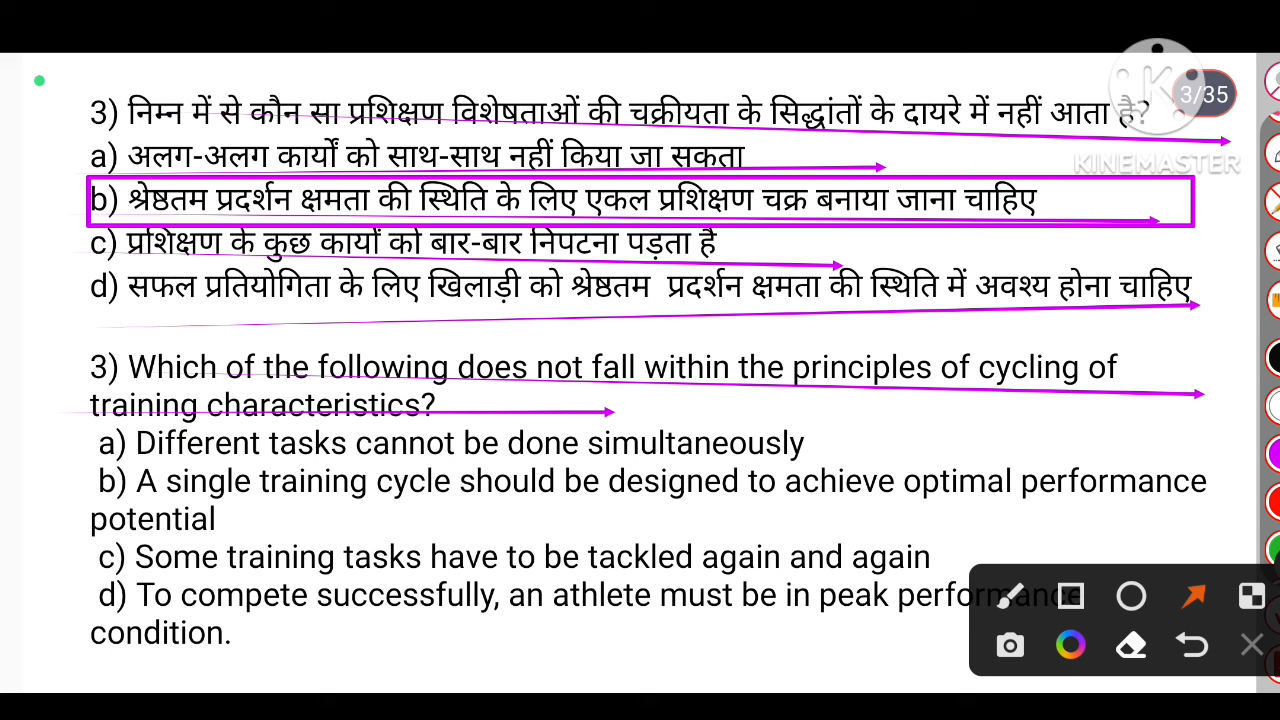 3/35
3) निम्न में से कौन सा प्रशिक्षण विशेषताओं की चक्रीयता के सिद्धांतों के दायरे में नहीं आता है?
KINEMASTER
a) अलग-अलग कार्यों को साथ-साथ नहीं किया जा सकता
b) श्रेष्ठतम प्रदर्शन क्षमता की स्थिति के लिए एकल प्रशिक्षण चक्र बनाया जाना चाहिए
c) प्रशिक्षण के कुछ कार्यों को बार-बार निपटना पड़ता है
d) सफल प्रतियोगिता के लिए खिलाड़ी को श्रेष्ठतम प्रदर्शन क्षमता की स्थिति में अवश्य होना चाहिए
3) Which of the following does not fall within the principles of cycling of
training characteristics?
a) Different tasks cannot be done simultaneously
b) A single training cycle should be designed to achieve optimal performance
potential
c) Some training tasks have to be tackled again and again
d) To compete successfully, an athlete must be in peak performance
condition.